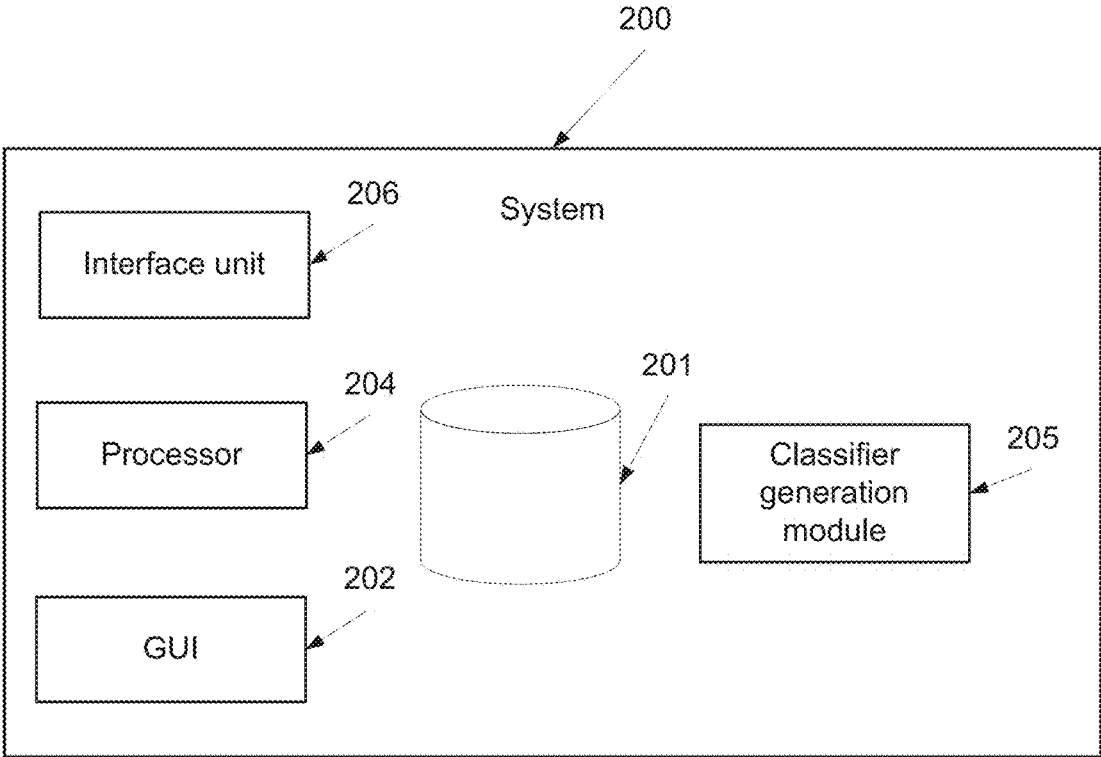 200
206
System
Interface unit
201
204
Processor
Classifier
generation
module
205
202
GUI